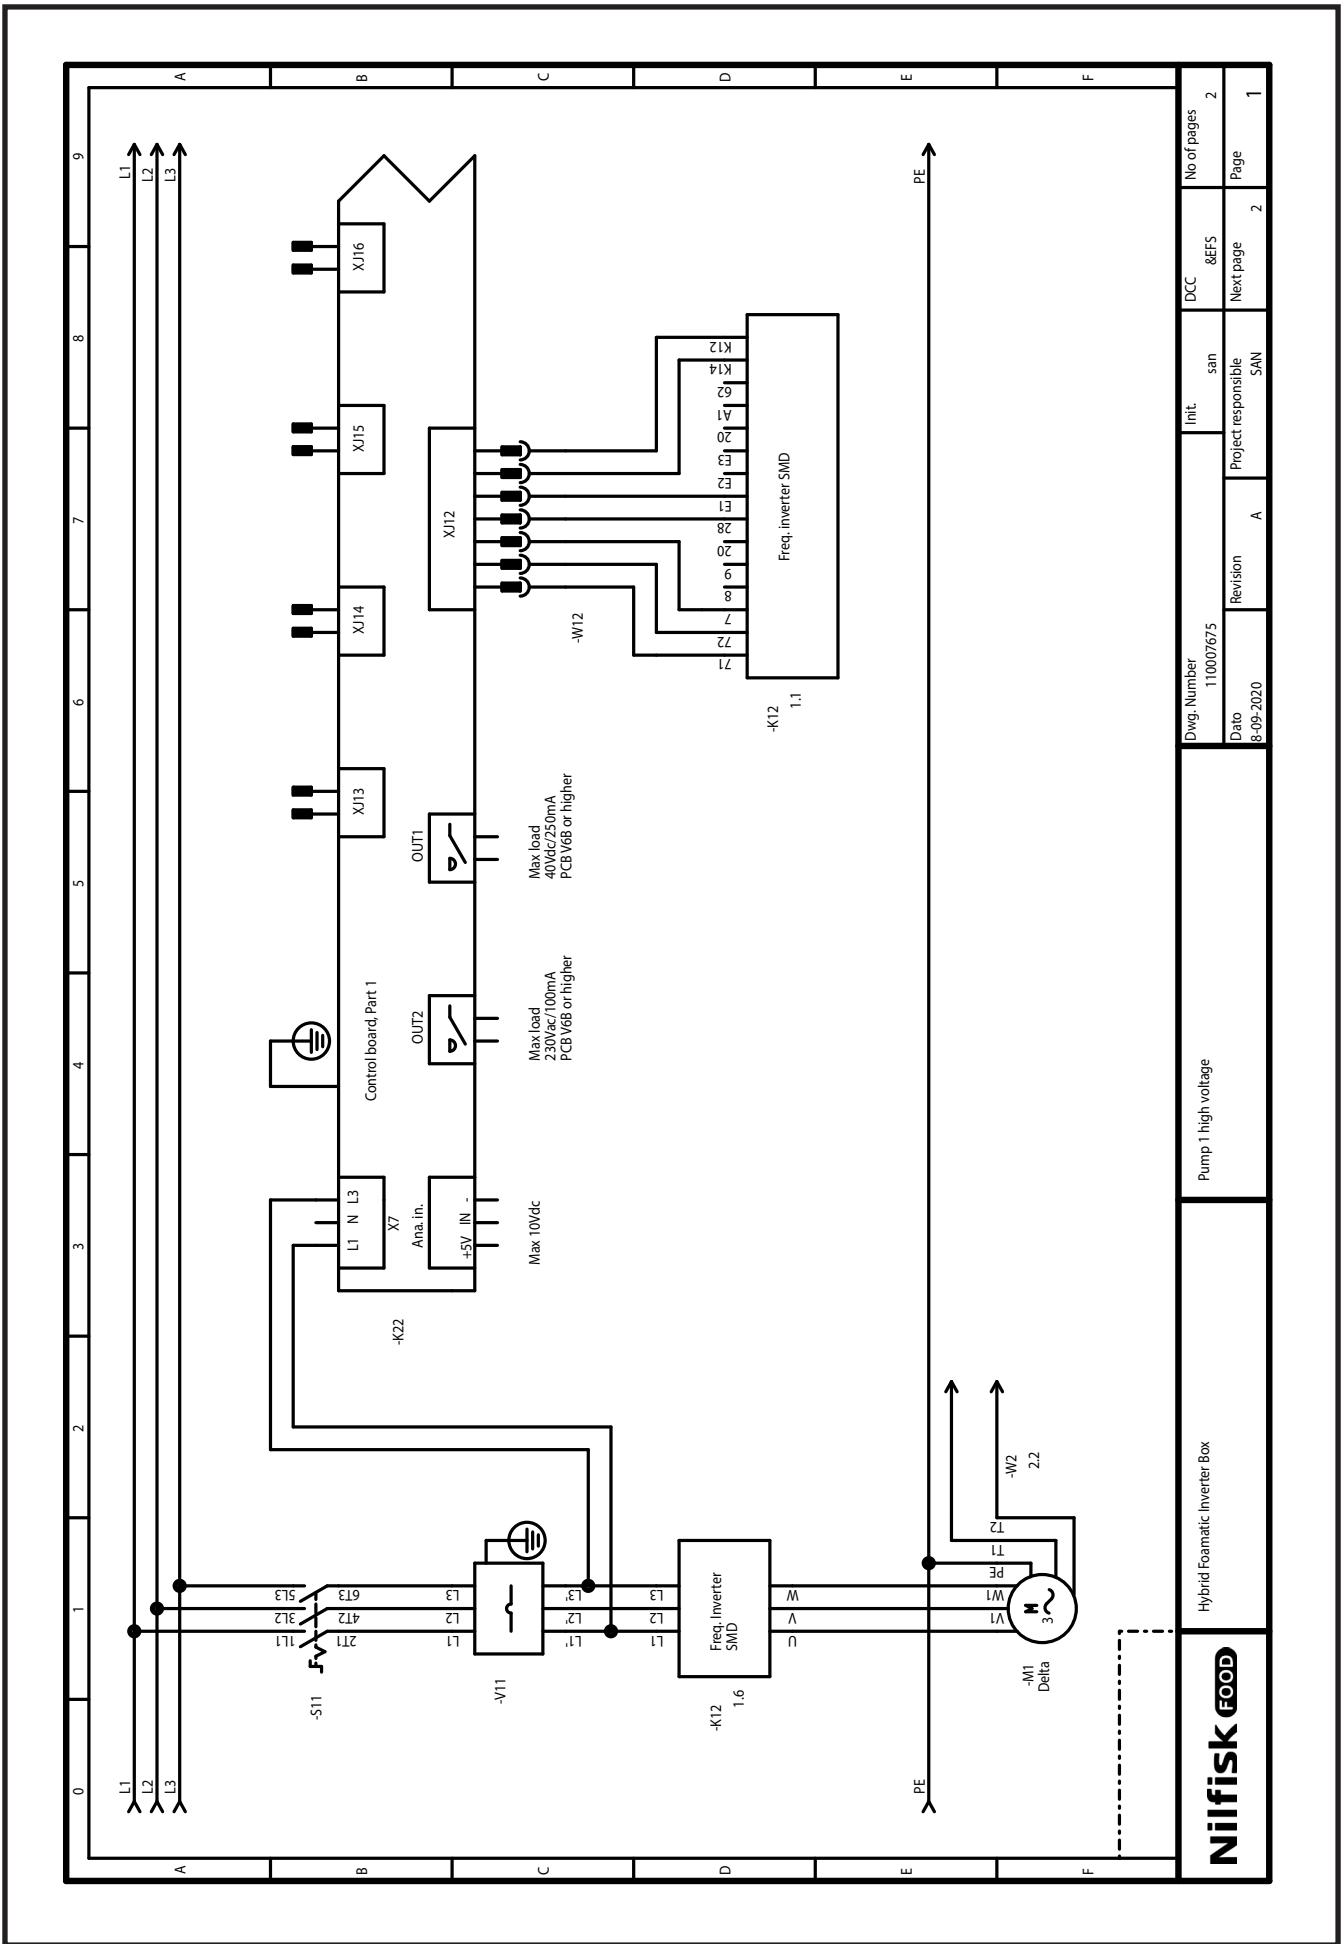 0 1 2 3 4 5 6 7 8 9
A
B
C
D
E
F
A
B
C
D
E
F
L1
L2
L3
L1
L2
L3
1L1 3L2 5L3
-S11
2T1 4T2 6T3
L1 L2 L3
-V11
L1' L2' L3'
L1 L2 L3
Freq. Inverter
SMD
-K12
1.6
U V W
PE
PE
V1 W1 PE T1 T2
M
3
-M1
Delta
-W2
2.2
-K22
L1 N L3
X7
Ana. in.
+5V IN -
Max 10Vdc
Control board, Part 1
OUT2
Max load
230Vac/100mA
PCB V6B or higher
OUT1
Max load
40Vdc/250mA
PCB V6B or higher
XJ13
XJ14
XJ15
XJ16
XJ12
-W12
71 72 7 8 9 20 28 E1 E2 E3 20 A1 62 K14 K12
Freq. inverter SMD
-K12
1.1
Nilfisk FOOD
Hybrid Foamatic Inverter Box
Pump 1 high voltage
Dwg. Number
110007675
Init.
san
DCC
&EFS
No of pages
2
Dato
8-09-2020
Revision
A
Project responsible
SAN
Next page
2
Page
1